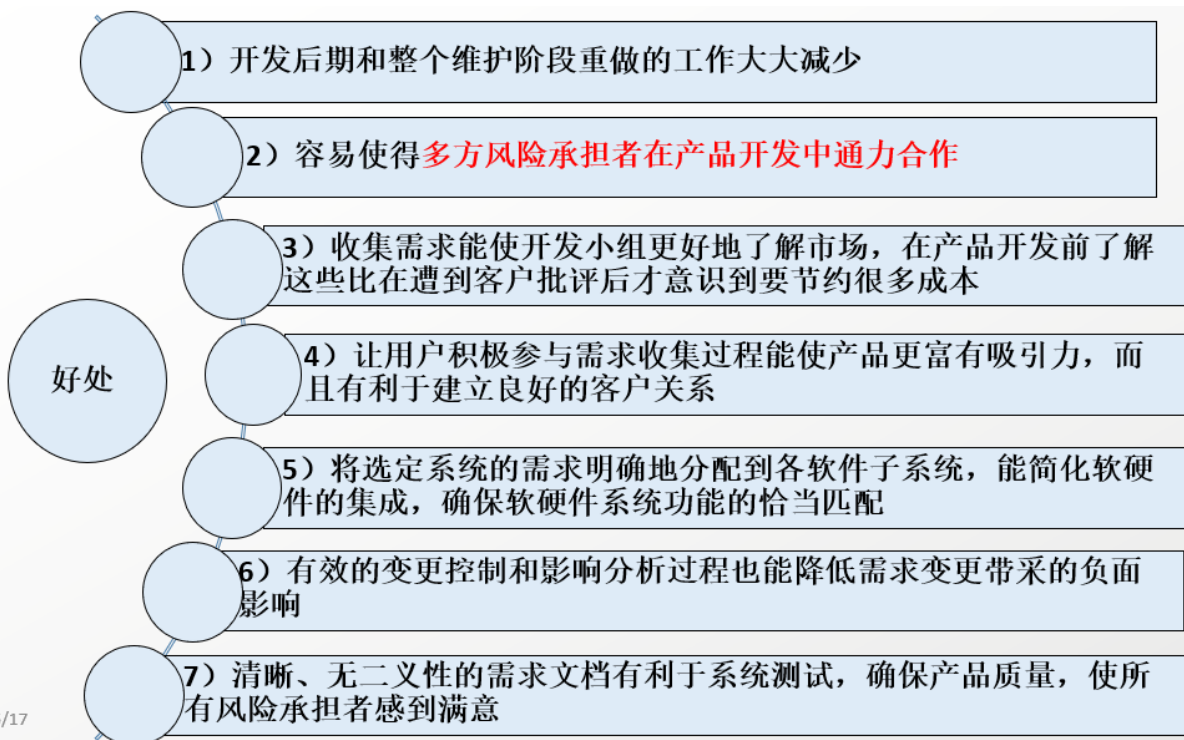 1）开发后期和整个维护阶段重做的工作大大减少
2）容易使得多方风险承担者在产品开发中通力合作
3）收集需求能使开发小组更好地了解市场，在产品开发前了解
这些比在遭到客户批评后才意识到要节约很多成本
好处
4）让用户积极参与需求收集过程能使产品更富有吸引力，而
且有利于建立良好的客户关系
5）将选定系统的需求明确地分配到各软件子系统，能简化软硬
件的集成，确保软硬件系统功能的恰当匹配
6）有效的变更控制和影响分析过程也能降低需求变更带采的负面
影响
7）清晰、无二义性的需求文档有利于系统测试，确保产品质量，使所
有风险承担者感到满意
/17